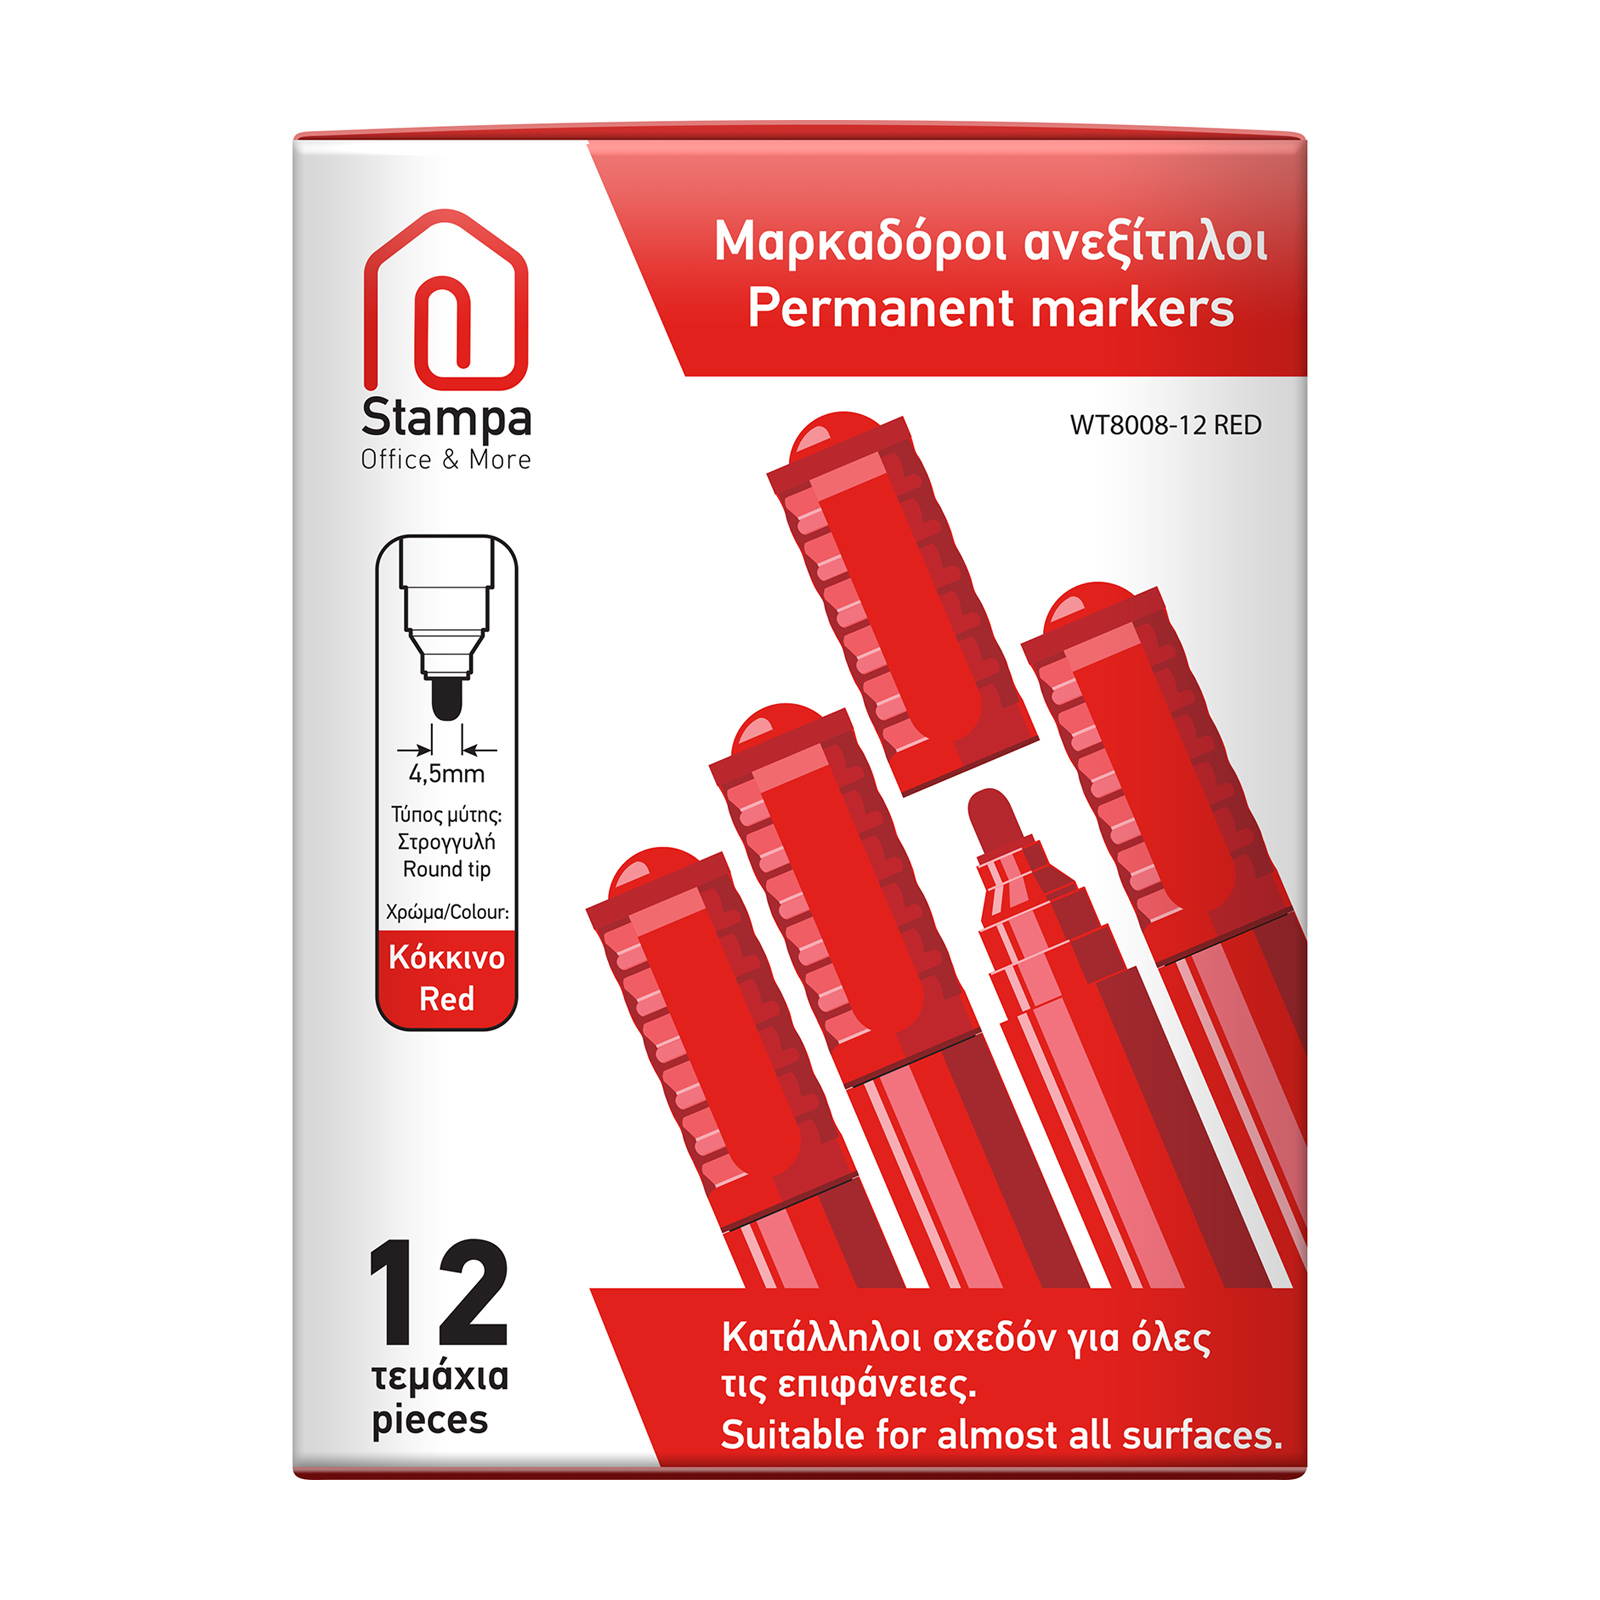 Μαρκαδόροι ανεξίτηλοι
Permanent markers
Stampa
Office & More
WT8008-12 RED
4,5mm
Τύπος μύτης:
Στρογγυλή
Round tip
Χρώμα/Colour:
Κόκκινο
Red
12
τεμάχια
pieces
Κατάλληλοι σχεδόν για όλες
τις επιφάνειες.
Suitable for almost all surfaces.